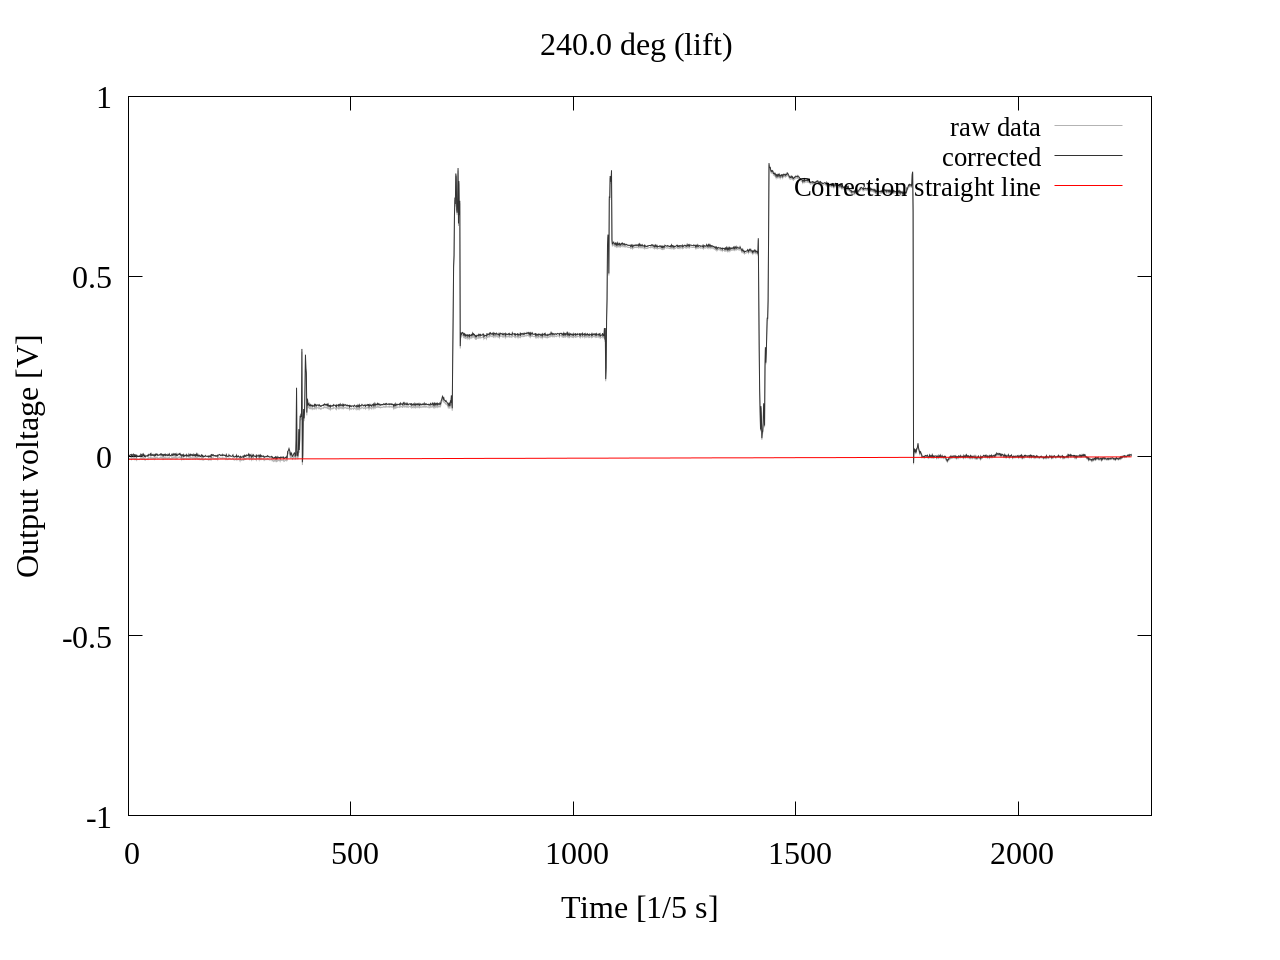 240.0 deg (lift)
1
raw data
corrected
Correction straight line
0.5
0
-0.5
-1
Output voltage [V]
0 500 1000 1500 2000
Time [1/5 s]